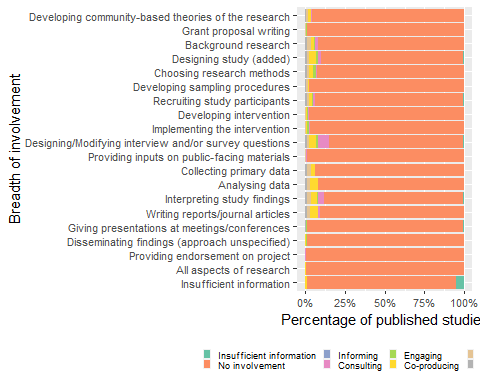 Breadth of involvement
Developing community-based theories of the research
Grant proposal writing
Background research
Designing study (added)
Choosing research methods
Developing sampling procedures
Recruiting study participants
Developing intervention
Implementing the intervention
Designing/Modifying interview and/or survey questions
Providing inputs on public-facing materials
Collecting primary data
Analysing data
Interpreting study findings
Writing reports/journal articles
Giving presentations at meetings/conferences
Disseminating findings (approach unspecified)
Providing endorsement on project
All aspects of research
Insufficient information
0% 25% 50% 75% 100%
Percentage of published studie
Insufficient information Informing Engaging
No involvement Consulting Co-producing